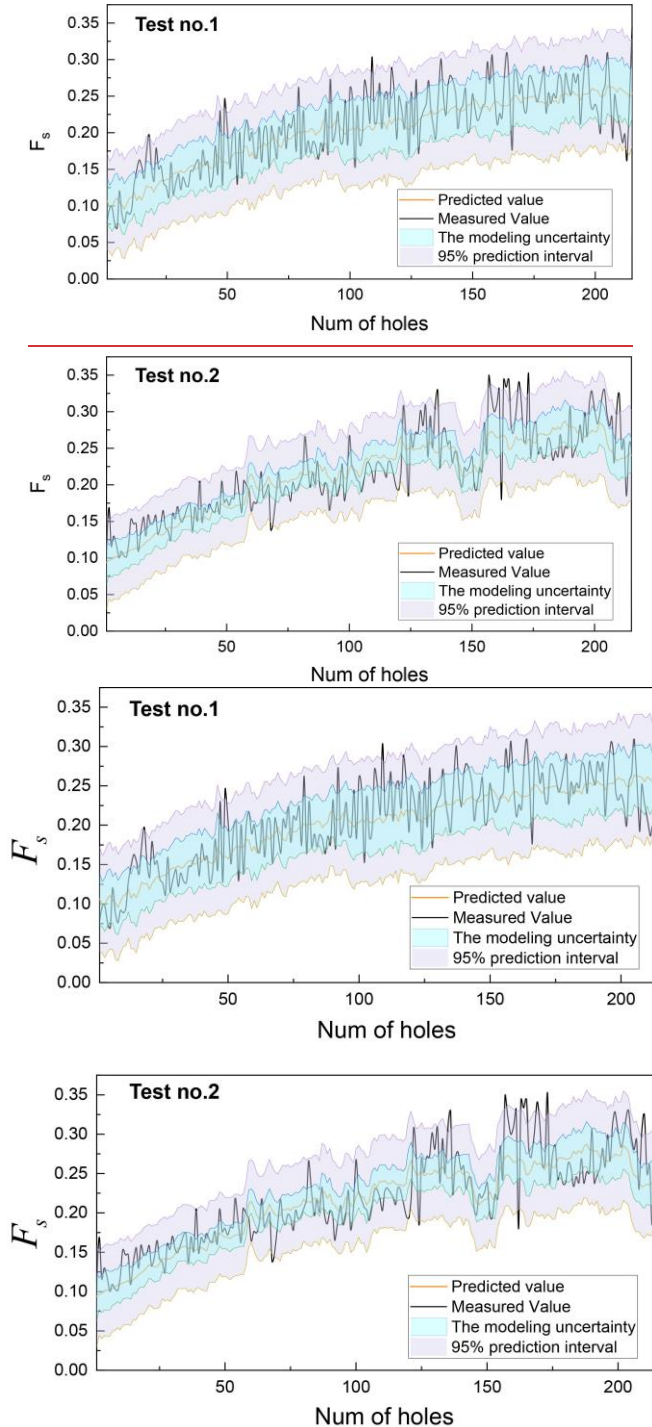 Test no.1
0.35
0.30
0.25
0.20
0.15
0.10
0.05
0.00
Fs
Predicted value
Measured Value
The modeling uncertainty
95% prediction interval
50
100
150
200
Num of holes
Test no.2
0.35
0.30
0.25
0.20
0.15
0.10
0.05
0.00
Fs
Predicted value
Measured Value
The modeling uncertainty
95% prediction interval
50
100
150
200
Num of holes
Test no.1
0.35
0.30
0.25
0.20
0.15
0.10
0.05
0.00
Fs
Predicted value
Measured Value
The modeling uncertainty
95% prediction interval
50
100
150
200
Num of holes
Test no.2
0.35
0.30
0.25
0.20
0.15
0.10
0.05
0.00
Fs
Predicted value
Measured Value
The modeling uncertainty
95% prediction interval
50
100
150
200
Num of holes